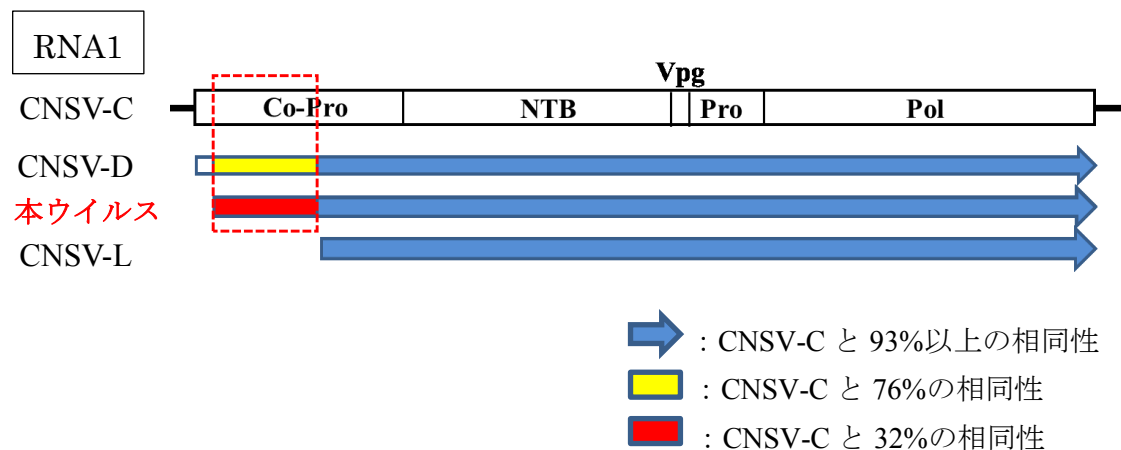 RNA1
Vpg
CNSV-C Co-Pro NTB Pro Pol
CNSV-D
本ウイルス
CNSV-L
：CNSV-C と 93%以上の相同性
：CNSV-C と 76%の相同性
：CNSV-C と 32%の相同性